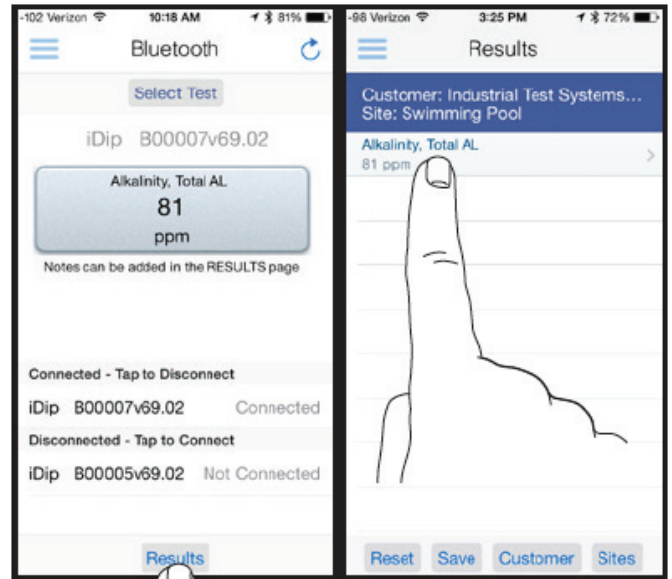 -102 Verizon 10:18 AM 81%
Bluetooth
Select Test
iDip B00007v69.02
Alkalinity, Total AL
81
ppm
Notes can be added in the RESULTS page
Connected - Tap to Disconnect
iDip B00007v69.02 Connected
Disconnected - Tap to Connect
iDip B00005v69.02 Not Connected
Results
-98 Verizon 3:25 PM 72%
Results
Customer: Industrial Test Systems...
Site: Swimming Pool
Alkalinity, Total AL
81 ppm
Reset Save Customer Sites